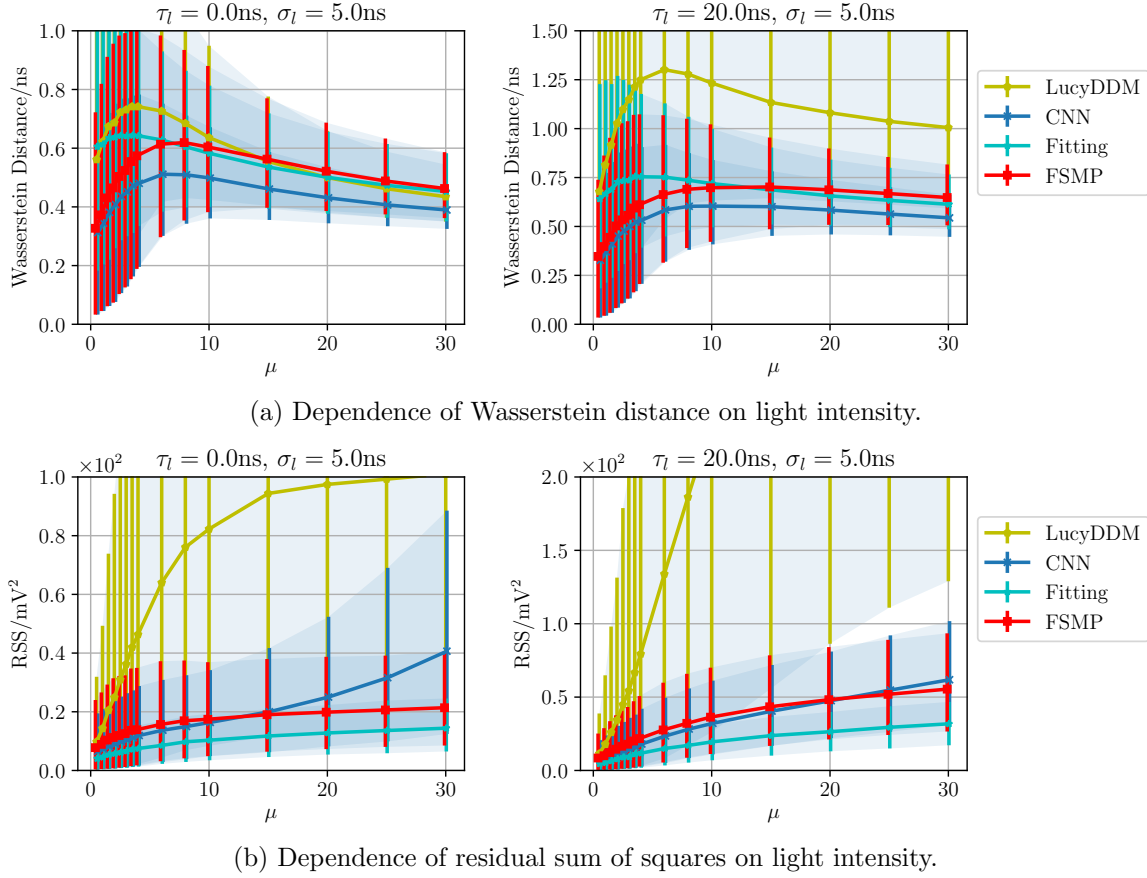 τ_l = 0.0ns, σ_l = 5.0ns
τ_l = 20.0ns, σ_l = 5.0ns
Wasserstein Distance/ns
1.0
0.8
0.6
0.4
0.2
0.0
0 10 20 30
μ
Wasserstein Distance/ns
1.50
1.25
1.00
0.75
0.50
0.25
0.00
0 10 20 30
μ
LucyDDM
CNN
Fitting
FSMP
(a) Dependence of Wasserstein distance on light intensity.
×10²
τ_l = 0.0ns, σ_l = 5.0ns
×10²
τ_l = 20.0ns, σ_l = 5.0ns
RSS/mV²
1.0
0.8
0.6
0.4
0.2
0.0
0 10 20 30
μ
RSS/mV²
2.0
1.5
1.0
0.5
0.0
0 10 20 30
μ
LucyDDM
CNN
Fitting
FSMP
(b) Dependence of residual sum of squares on light intensity.